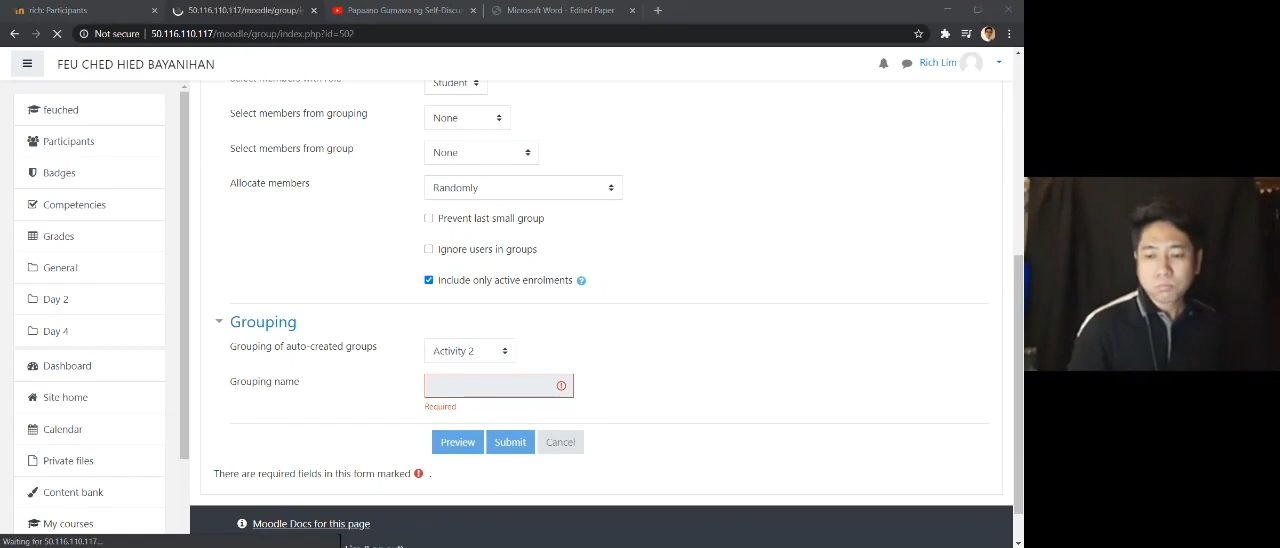 rich: Participants
50.116.110.117/moodle/group/i
Papaano Gumawa ng Self-Discu
Microsoft Word - Edited Paper
Not secure
50.116.110.117/moodle/group/index.php?id=502
FEU CHED HIED BAYANIHAN
Rich Lim
feuched
Participants
Badges
Competencies
Grades
General
Day 2
Day 4
Dashboard
Site home
Calendar
Private files
Content bank
My courses
Waiting for 50.116.110.117...
Select members with role
Student
Select members from grouping
None
Select members from group
None
Allocate members
Randomly
Prevent last small group
Ignore users in groups
Include only active enrolments
Grouping
Grouping of auto-created groups
Activity 2
Grouping name
Required
Preview
Submit
Cancel
There are required fields in this form marked .
Moodle Docs for this page